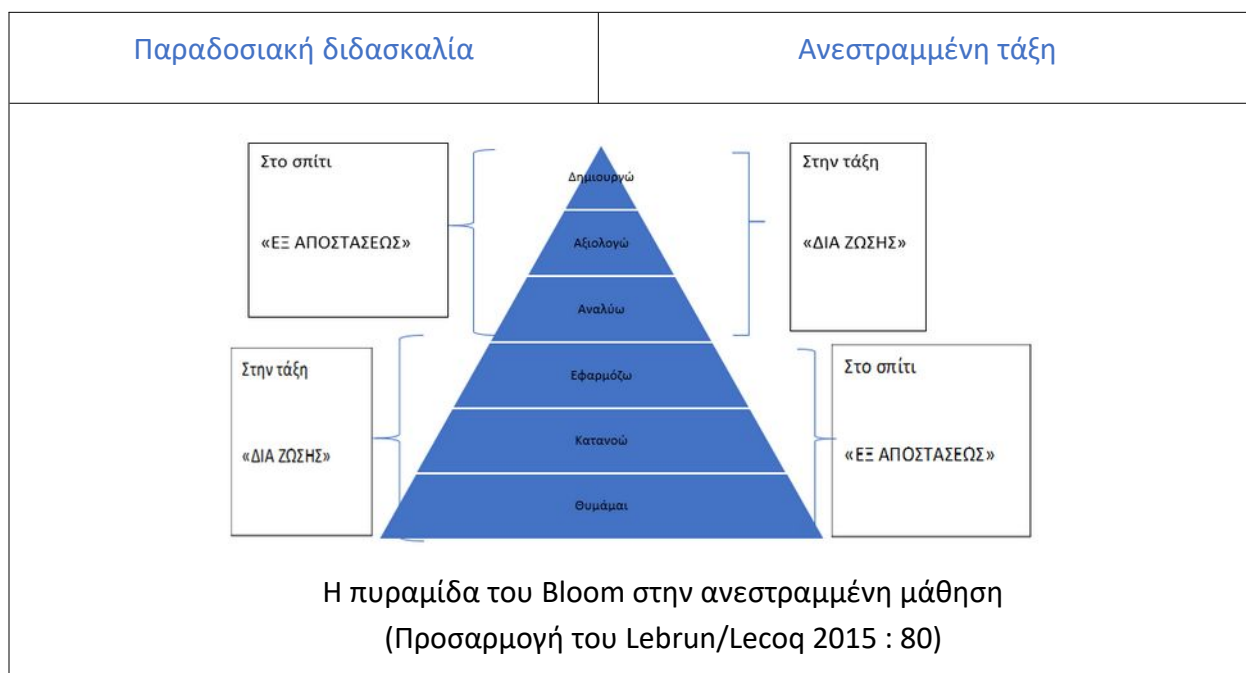 Παραδοσιακή διδασκαλία
Ανεστραμμένη τάξη
Στο σπίτι
«ΕΞ ΑΠΟΣΤΑΣΕΩΣ»
Στην τάξη
«ΔΙΑ ΖΩΣΗΣ»
Δημιουργώ
Αξιολογώ
Αναλύω
Εφαρμόζω
Κατανοώ
Θυμάμαι
Στην τάξη
«ΔΙΑ ΖΩΣΗΣ»
Στο σπίτι
«ΕΞ ΑΠΟΣΤΑΣΕΩΣ»
Η πυραμίδα του Bloom στην ανεστραμμένη μάθηση
(Προσαρμογή του Lebrun/Lecoq 2015 : 80)